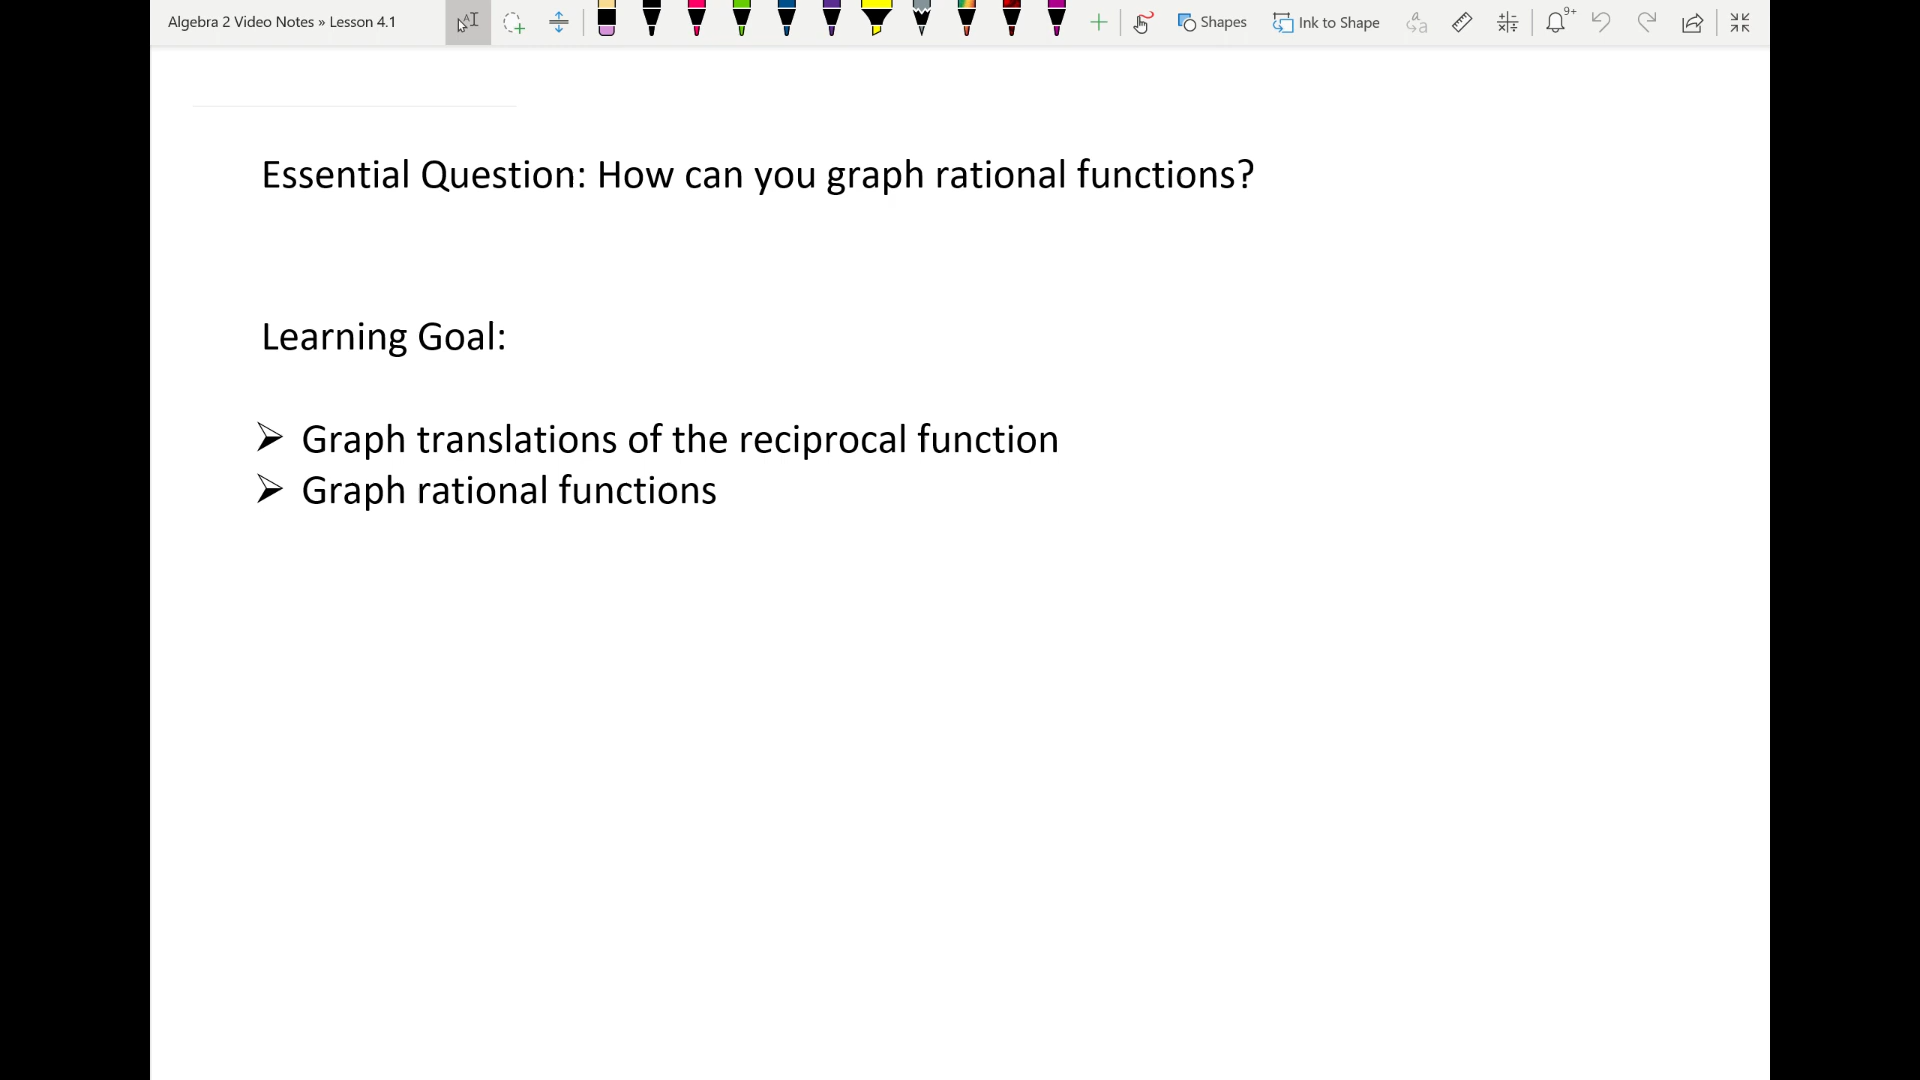 Algebra 2 Video Notes » Lesson 4.1
Shapes
Ink to Shape
9+
Essential Question: How can you graph rational functions?
Learning Goal:
➢ Graph translations of the reciprocal function
➢ Graph rational functions